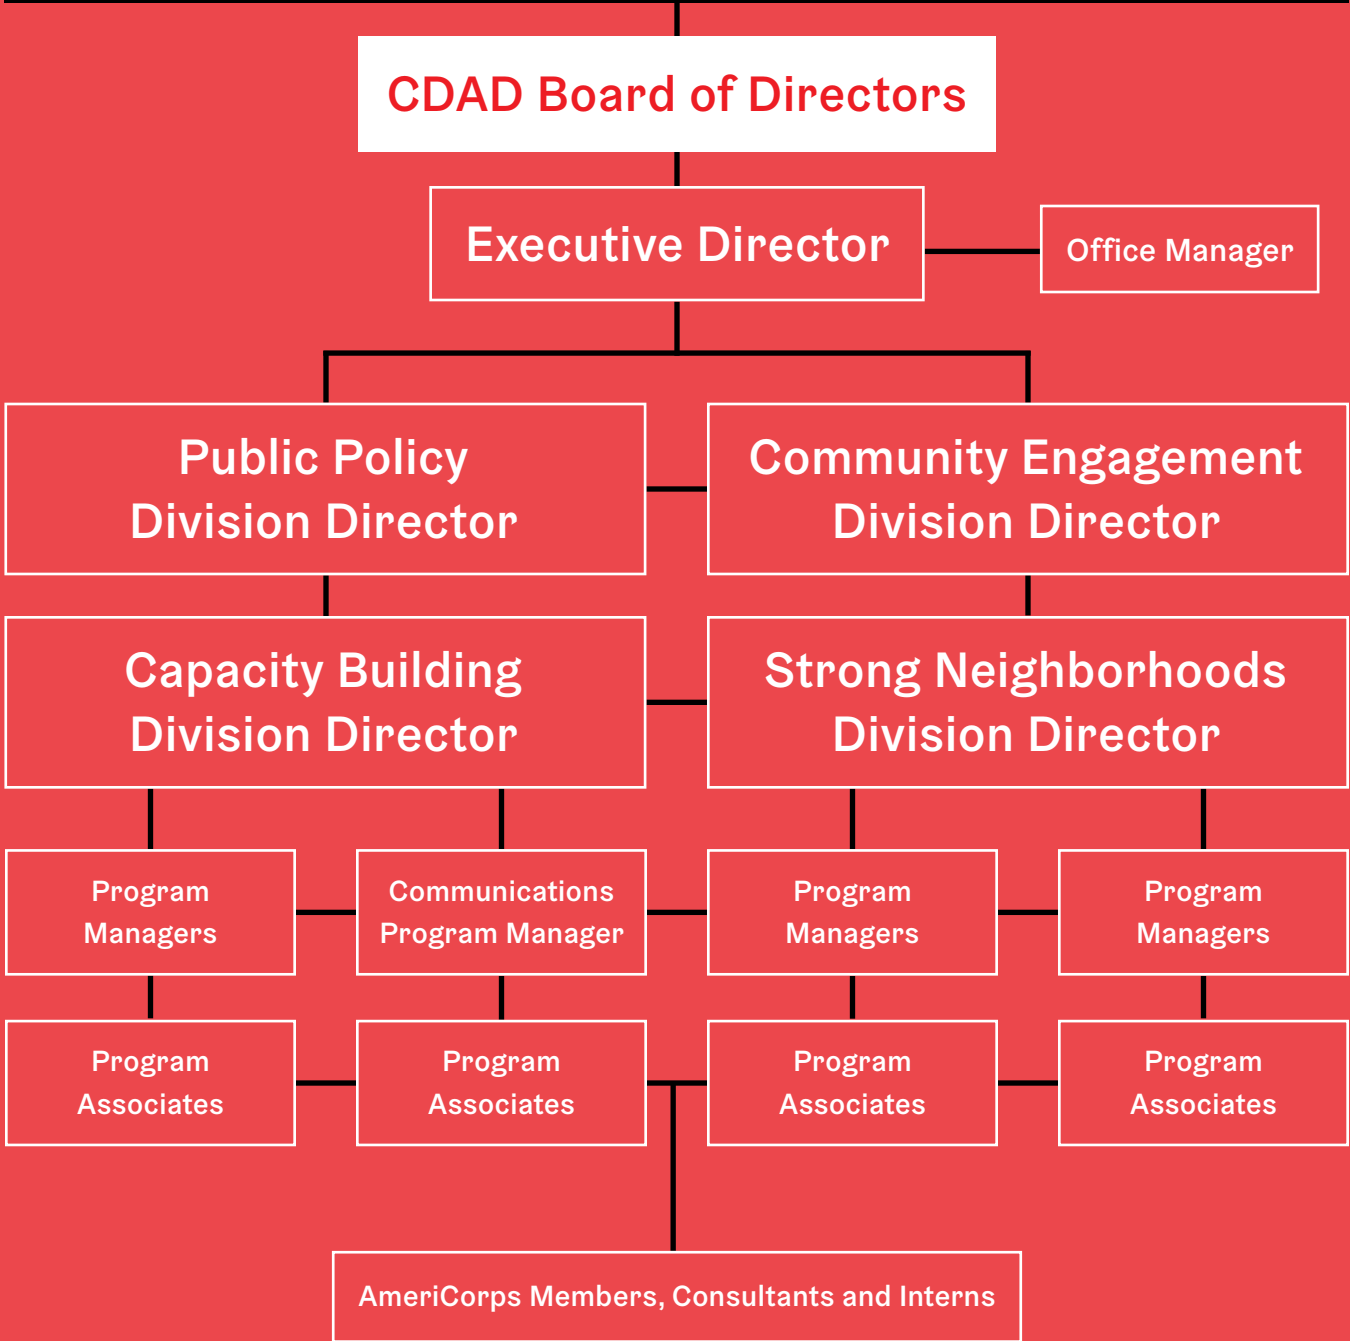 CDAD Board of Directors
Executive Director
Office Manager
Public Policy
Division Director
Community Engagement
Division Director
Capacity Building
Division Director
Strong Neighborhoods
Division Director
Program
Managers
Communications
Program Manager
Program
Managers
Program
Managers
Program
Associates
Program
Associates
Program
Associates
Program
Associates
AmeriCorps Members, Consultants and Interns